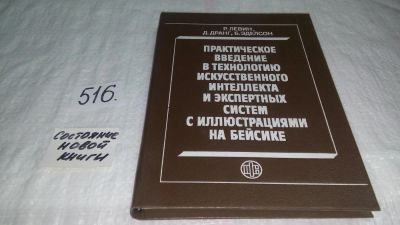 516.
СОСТОЯНИЕ
НОВОЙ
КНИГИ
Р. ЛЕВИН,
Д. ДРАНГ, Б. ЭДЕЛСОН
ПРАКТИЧЕСКОЕ
ВВЕДЕНИЕ
В ТЕХНОЛОГИЮ
ИСКУССТВЕННОГО
ИНТЕЛЛЕКТА
И ЭКСПЕРТНЫХ
СИСТЕМ
С ИЛЛЮСТРАЦИЯМИ
НА БЕЙСИКЕ